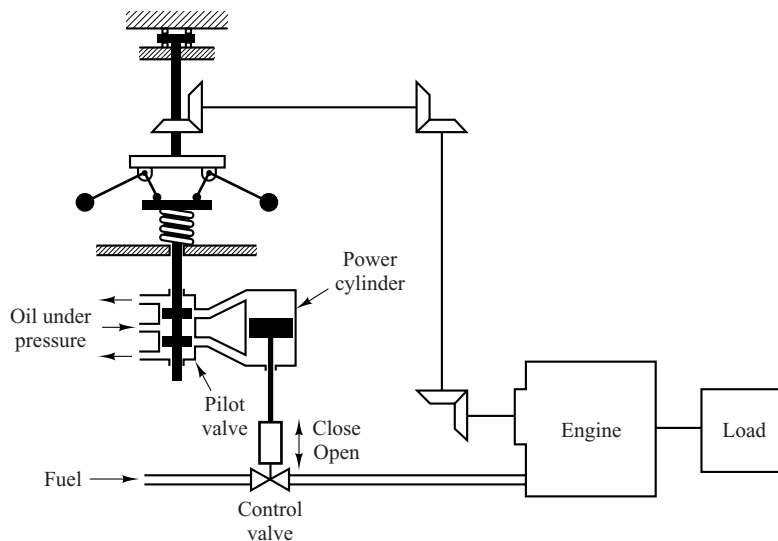 Power
cylinder
Oil under
pressure
Pilot
valve
Close
Open
Engine
Load
Fuel
Control
valve